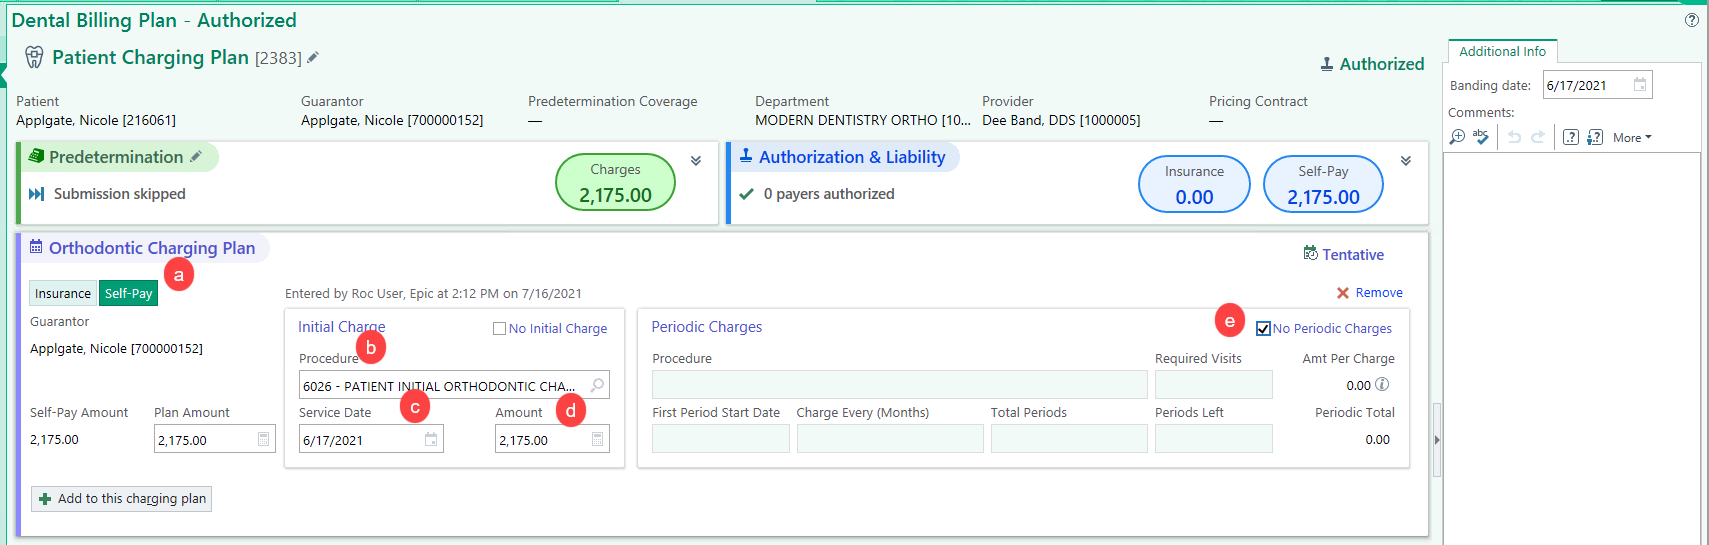 Dental Billing Plan - Authorized
Patient Charging Plan [2383]
Authorized
Patient
Applgate, Nicole [216061]
Guarantor
Applgate, Nicole [700000152]
Predetermination Coverage
—
Department
MODERN DENTISTRY ORTHO [10...
Provider
Dee Band, DDS [1000005]
Pricing Contract
—
Predetermination
Submission skipped
Charges
2,175.00
Authorization & Liability
0 payers authorized
Insurance
0.00
Self-Pay
2,175.00
Orthodontic Charging Plan
Tentative
a
Insurance
Self-Pay
Entered by Roc User, Epic at 2:12 PM on 7/16/2021
Remove
Guarantor
Applgate, Nicole [700000152]
Self-Pay Amount
2,175.00
Plan Amount
2,175.00
Initial Charge
No Initial Charge
b
Procedure
6026 - PATIENT INITIAL ORTHODONTIC CHA...
Service Date
c
6/17/2021
Amount
d
2,175.00
Periodic Charges
e
No Periodic Charges
Procedure
Required Visits
Amt Per Charge
0.00
First Period Start Date
Charge Every (Months)
Total Periods
Periods Left
Periodic Total
0.00
Add to this charging plan
Additional Info
Banding date:
6/17/2021
Comments:
abc
More